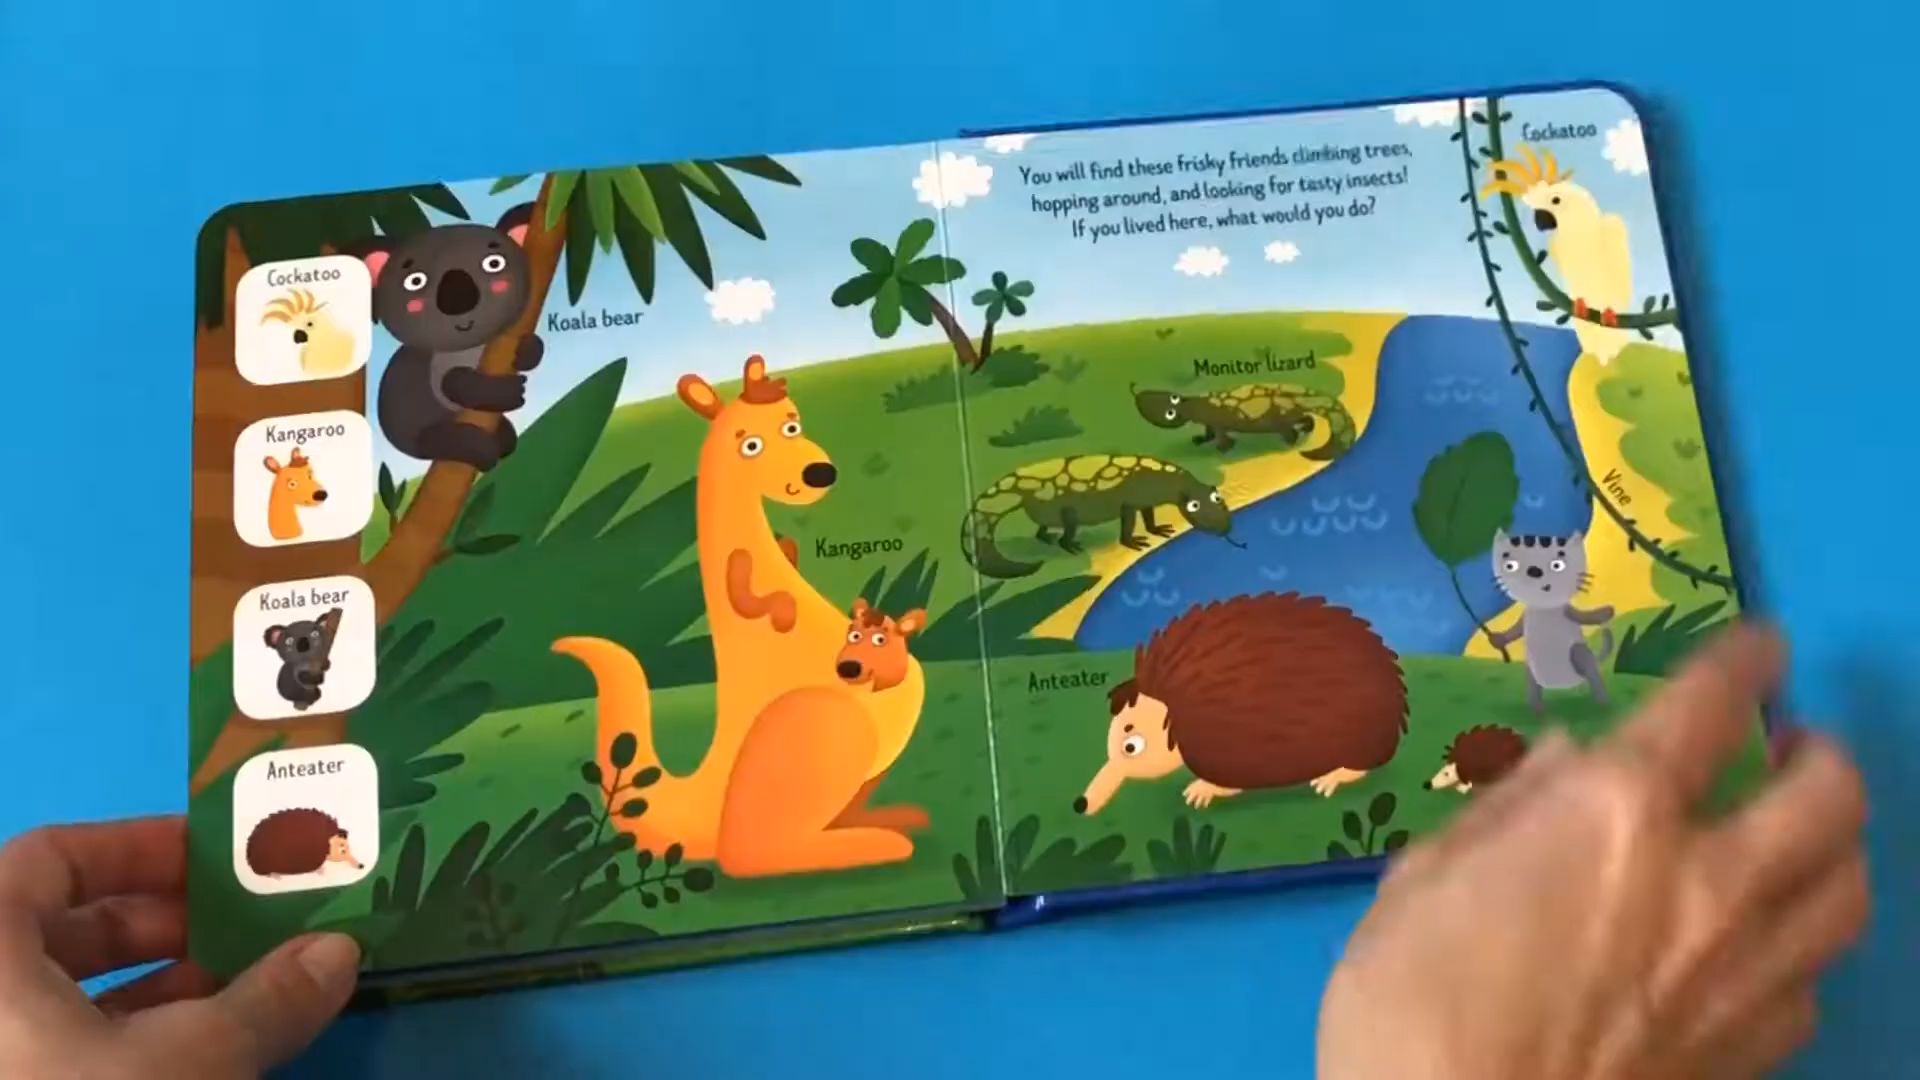 Cockatoo
Kangaroo
Koala bear
Anteater
Koala bear
Kangaroo
You will find these frisky friends climbing trees,
hopping around, and looking for tasty insects!
If you lived here, what would you do?
Cockatoo
Monitor lizard
Vine
Anteater